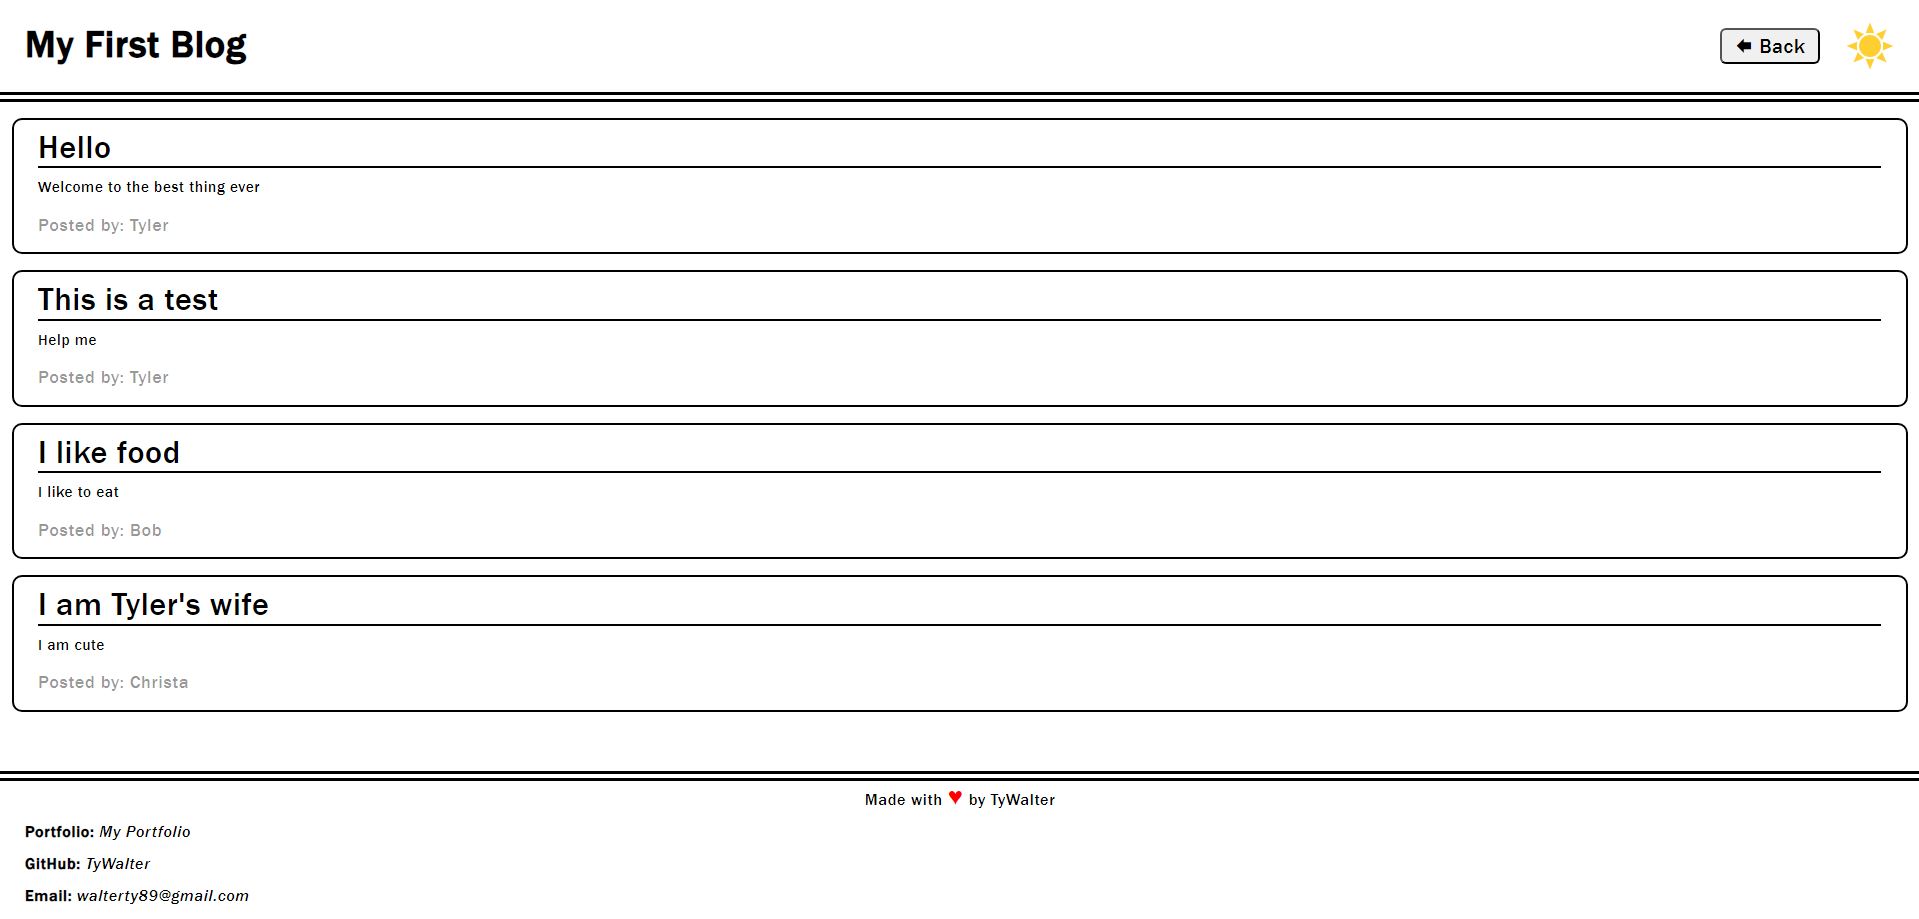 My First Blog
🡄 Back
Hello
Welcome to the best thing ever
Posted by: Tyler
This is a test
Help me
Posted by: Tyler
I like food
I like to eat
Posted by: Bob
I am Tyler's wife
I am cute
Posted by: Christa
Made with ♥ by TyWalter
Portfolio: My Portfolio
GitHub: TyWalter
Email: walterty89@gmail.com